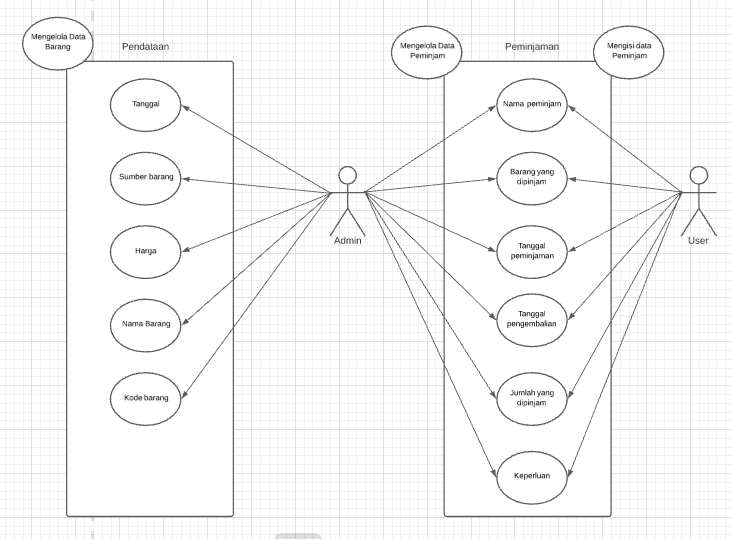 Mengelola Data
Barang
Pendataan
Mengelola Data
Peminjam
Peminjaman
Mengisi data
Peminjam
Tanggal
Sumber barang
Harga
Nama Barang
Kode barang
Admin
Nama peminjam
Barang yang
dipinjam
Tanggal
peminjaman
Tanggal
pengembalian
Jumlah yang
dipinjam
Keperluan
User